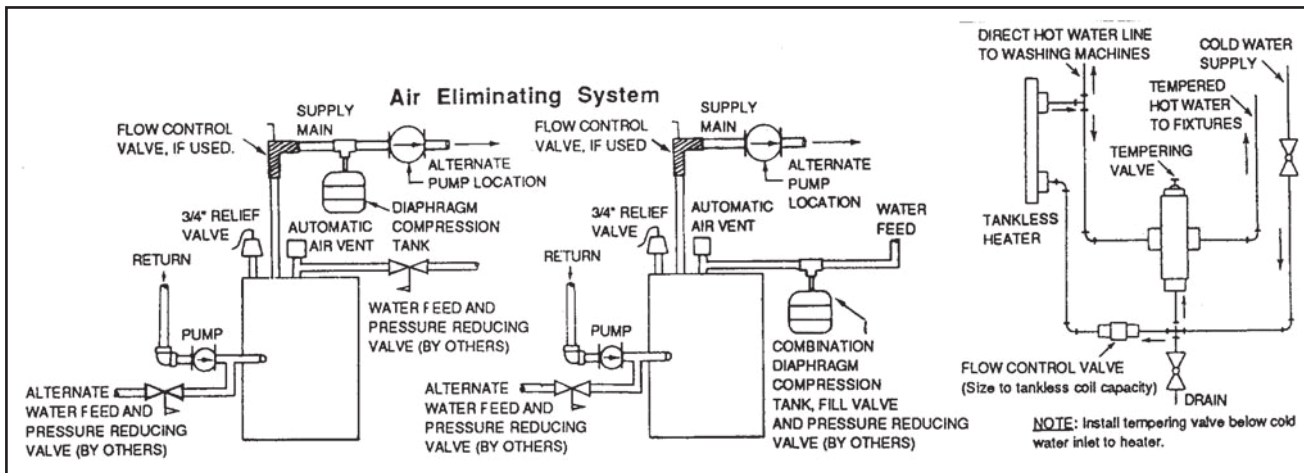 Air Eliminating System
FLOW CONTROL
VALVE, IF USED.
SUPPLY
MAIN
ALTERNATE
PUMP LOCATION
DIAPHRAGM
COMPRESSION
TANK
3/4" RELIEF
VALVE
AUTOMATIC
AIR VENT
RETURN
PUMP
WATER FEED AND
PRESSURE REDUCING
VALVE (BY OTHERS)
ALTERNATE
WATER FEED AND
PRESSURE REDUCING
VALVE (BY OTHERS)
FLOW CONTROL
VALVE, IF USED
SUPPLY
MAIN
ALTERNATE
PUMP
LOCATION
3/4" RELIEF
VALVE
AUTOMATIC
AIR VENT
WATER
FEED
RETURN
PUMP
COMBINATION
DIAPHRAGM
COMPRESSION
TANK, FILL VALVE
AND PRESSURE REDUCING
VALVE (BY OTHERS)
ALTERNATE
WATER FEED AND
PRESSURE REDUCING
VALVE (BY OTHERS)
DIRECT HOT WATER LINE
TO WASHING MACHINES
COLD WATER
SUPPLY
TEMPERED
HOT WATER
TO FIXTURES
TEMPERING
VALVE
TANKLESS
HEATER
FLOW CONTROL VALVE
(Size to tankless coil capacity)
DRAIN
NOTE: Install tempering valve below cold
water inlet to heater.